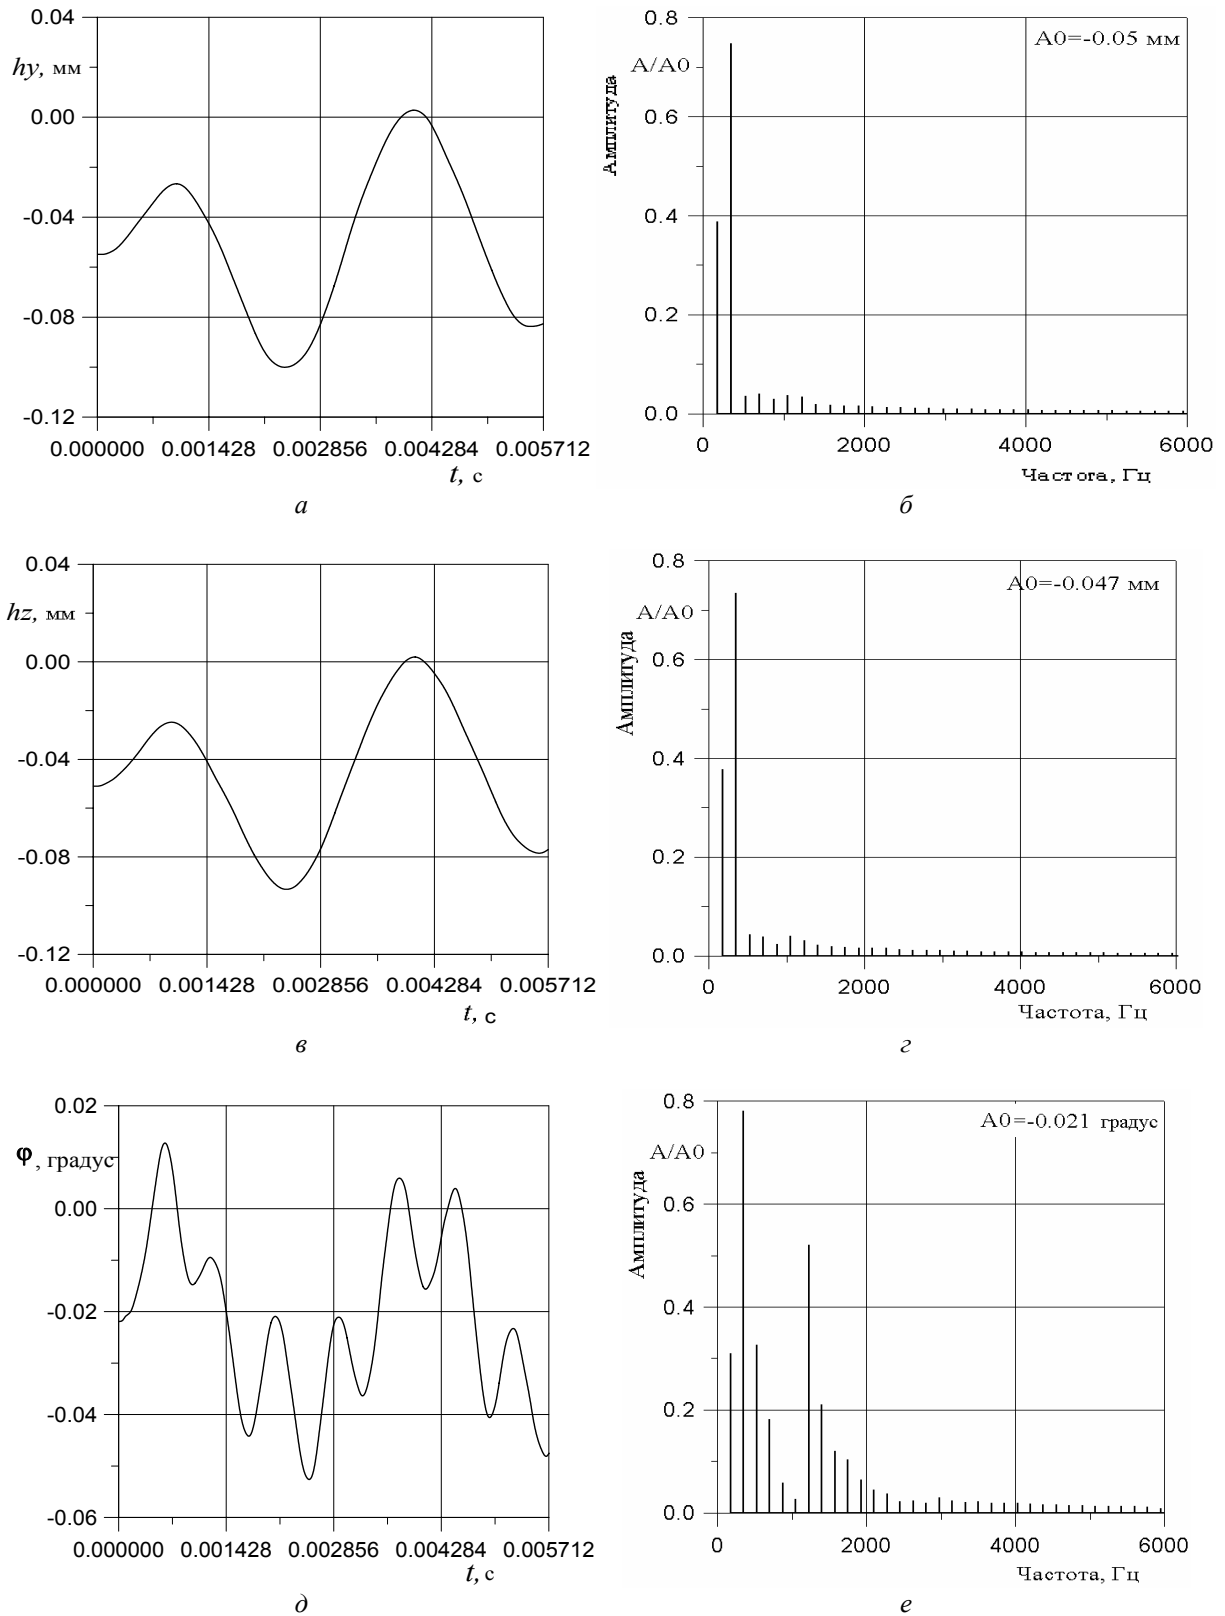 0.04
hy, мм
0.00
-0.04
-0.08
-0.12
0.000000 0.001428 0.002856 0.004284 0.005712
t, с
а
0.8
A0=-0.05 мм
A/A0
Амплитуда
0.6
0.4
0.2
0.0
0 2000 4000 6000
Частота, Гц
б
0.04
hz, мм
0.00
-0.04
-0.08
-0.12
0.000000 0.001428 0.002856 0.004284 0.005712
t, с
в
0.8
A0=-0.047 мм
A/A0
Амплитуда
0.6
0.4
0.2
0.0
0 2000 4000 6000
Частота, Гц
г
0.02
φ, градус
0.00
-0.02
-0.04
-0.06
0.000000 0.001428 0.002856 0.004284 0.005712
t, с
д
0.8
A0=-0.021 градус
A/A0
Амплитуда
0.6
0.4
0.2
0.0
0 2000 4000 6000
Частота, Гц
е